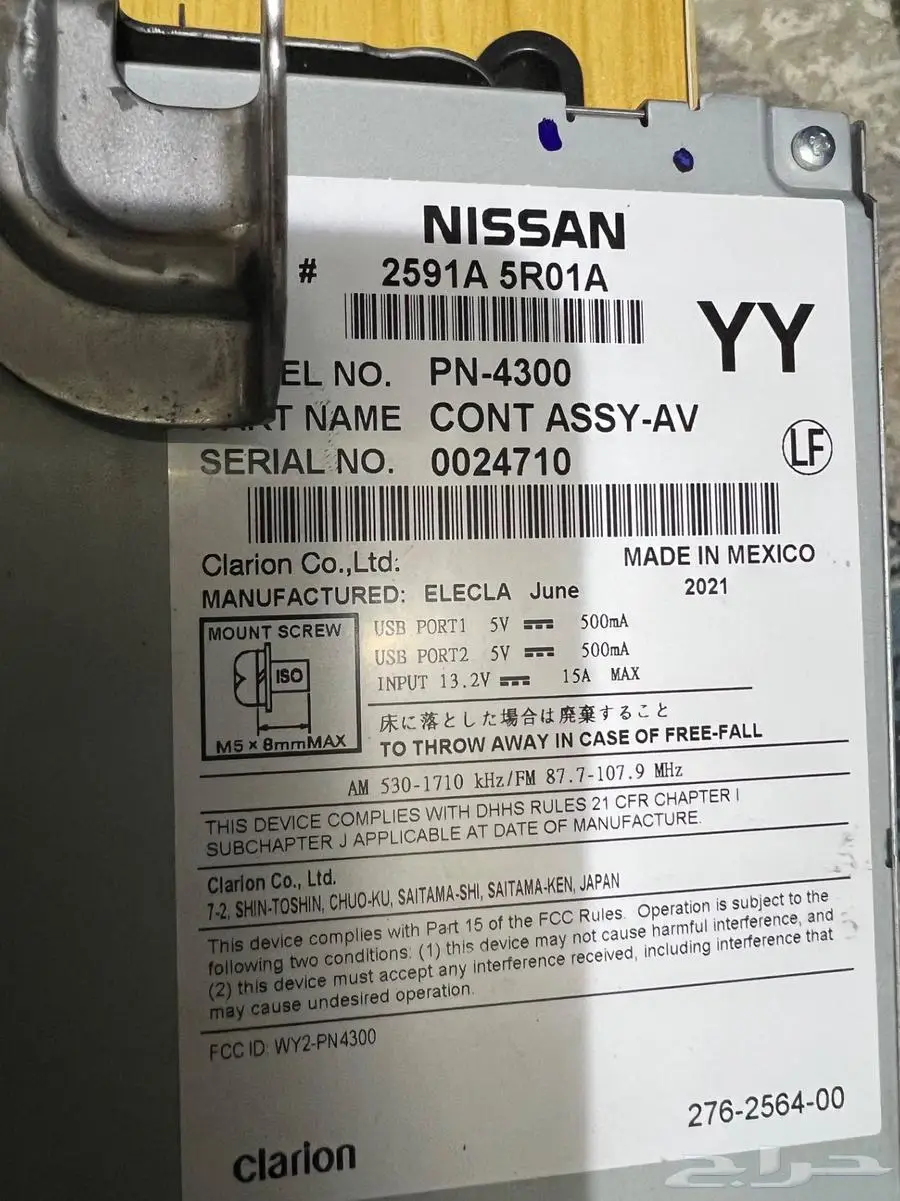 NISSAN
# 2591A 5R01A
YY
EL NO. PN-4300
PART NAME CONT ASSY-AV
LF
SERIAL NO. 0024710
Clarion Co.,Ltd.
MADE IN MEXICO
MANUFACTURED: ELECLA June 2021
MOUNT SCREW
ISO
M5 × 8mmMAX
USB PORT1 5V 500mA
USB PORT2 5V 500mA
INPUT 13.2V 15A MAX
床に落とした場合は廃棄すること
TO THROW AWAY IN CASE OF FREE-FALL
AM 530-1710 kHz/FM 87.7-107.9 MHz
THIS DEVICE COMPLIES WITH DHHS RULES 21 CFR CHAPTER I
SUBCHAPTER J APPLICABLE AT DATE OF MANUFACTURE.
Clarion Co., Ltd.
7-2, SHIN-TOSHIN, CHUO-KU, SAITAMA-SHI, SAITAMA-KEN, JAPAN
This device complies with Part 15 of the FCC Rules. Operation is subject to the
following two conditions: (1) this device may not cause harmful interference, and
(2) this device must accept any interference received, including interference that
may cause undesired operation.
FCC ID: WY2-PN4300
276-2564-00
clarion
حراج